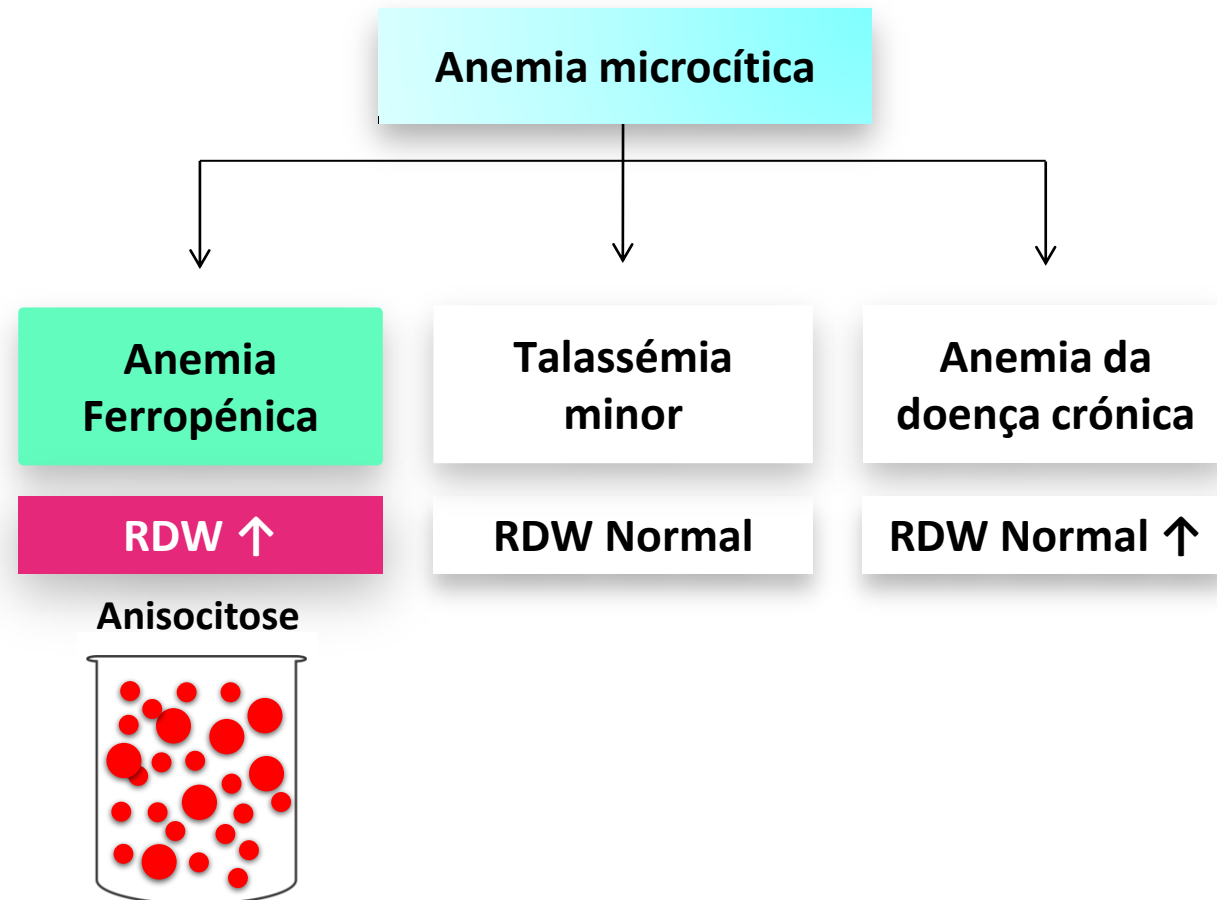 Anemia microcítica
Anemia
Ferropénica
Talassémia
minor
Anemia da
doença crónica
RDW ↑
RDW Normal
RDW Normal ↑
Anisocitose